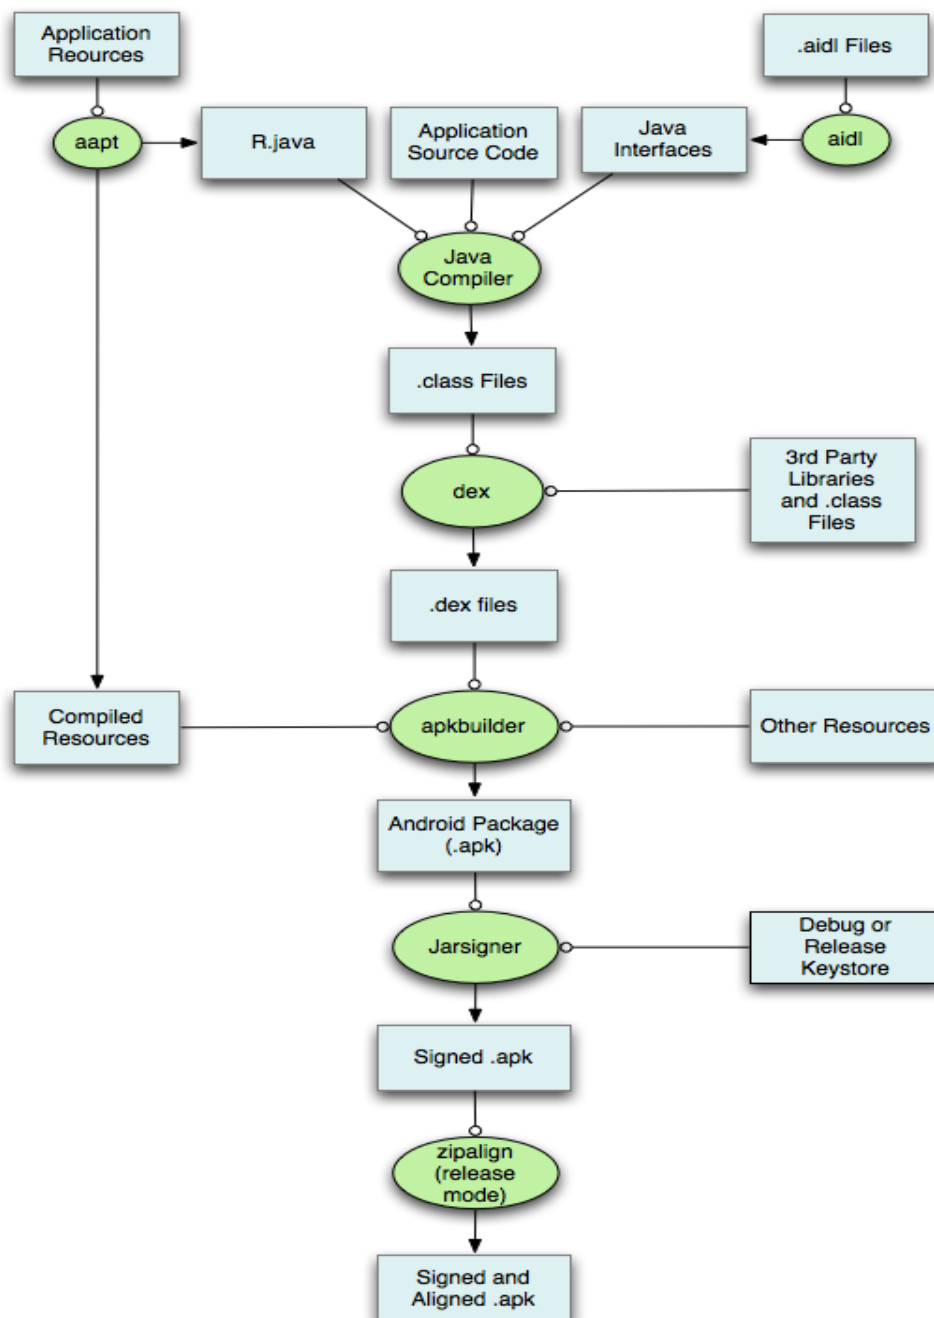 Application
Reources
.aidl Files
aapt
R.java
Application
Source Code
Java
Interfaces
aidl
Java
Compiler
.class Files
dex
3rd Party
Libraries
and .class
Files
.dex files
Compiled
Resources
apkbuilder
Other Resources
Android Package
(.apk)
Jarsigner
Debug or
Release
Keystore
Signed .apk
zipalign
(release
mode)
Signed and
Aligned .apk